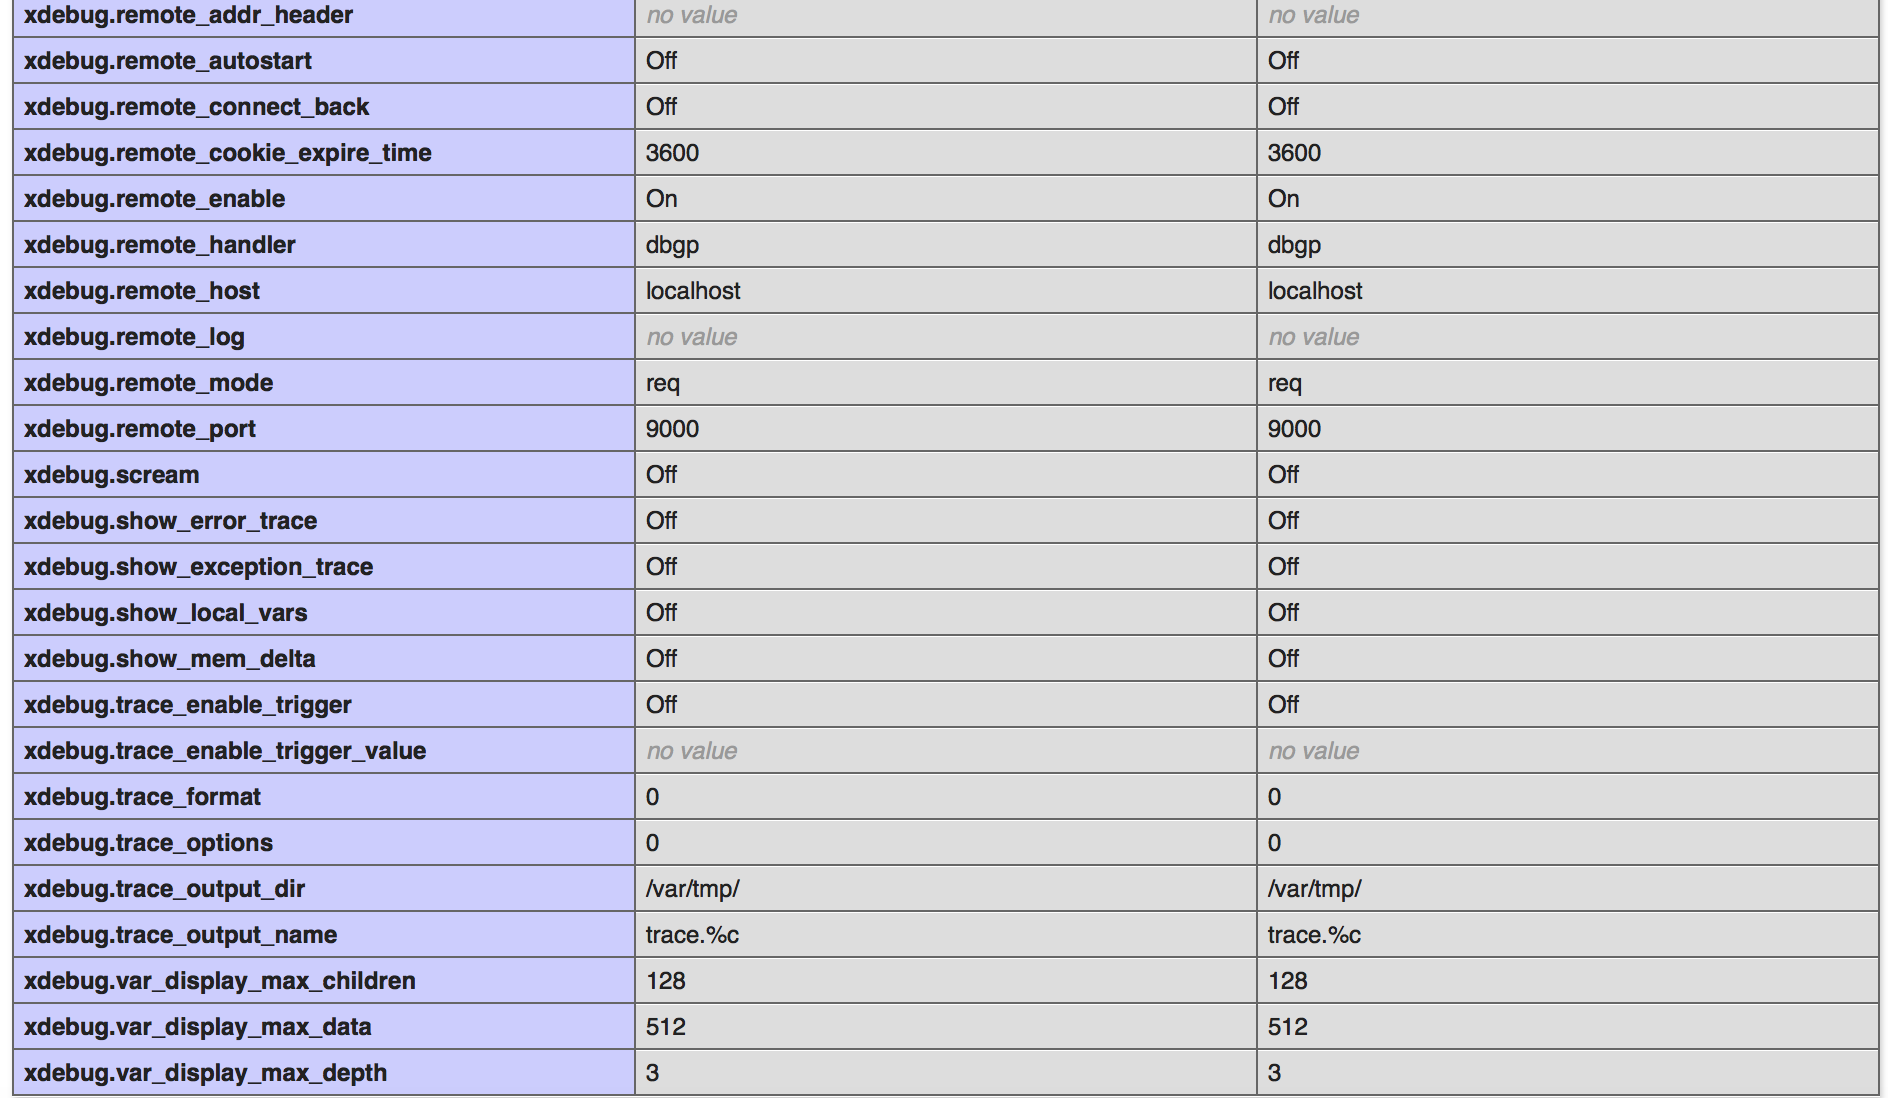 xdebug.remote_addr_header no value no value
xdebug.remote_autostart Off Off
xdebug.remote_connect_back Off Off
xdebug.remote_cookie_expire_time 3600 3600
xdebug.remote_enable On On
xdebug.remote_handler dbgp dbgp
xdebug.remote_host localhost localhost
xdebug.remote_log no value no value
xdebug.remote_mode req req
xdebug.remote_port 9000 9000
xdebug.scream Off Off
xdebug.show_error_trace Off Off
xdebug.show_exception_trace Off Off
xdebug.show_local_vars Off Off
xdebug.show_mem_delta Off Off
xdebug.trace_enable_trigger Off Off
xdebug.trace_enable_trigger_value no value no value
xdebug.trace_format 0 0
xdebug.trace_options 0 0
xdebug.trace_output_dir /var/tmp/ /var/tmp/
xdebug.trace_output_name trace.%c trace.%c
xdebug.var_display_max_children 128 128
xdebug.var_display_max_data 512 512
xdebug.var_display_max_depth 3 3